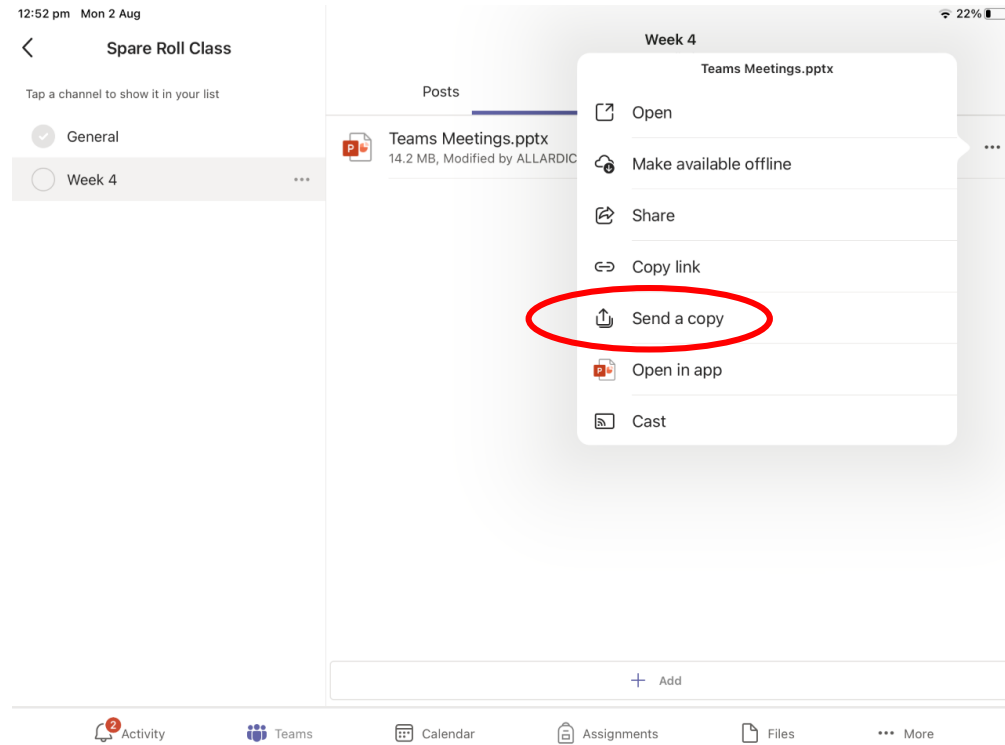 12:52 pm Mon 2 Aug
22%
Spare Roll Class
Week 4
Tap a channel to show it in your list
General
Week 4
Posts
Teams Meetings.pptx
14.2 MB, Modified by ALLARDIC
Teams Meetings.pptx
Open
Make available offline
Share
Copy link
Send a copy
Open in app
Cast
+ Add
2
Activity
Teams
Calendar
Assignments
Files
More